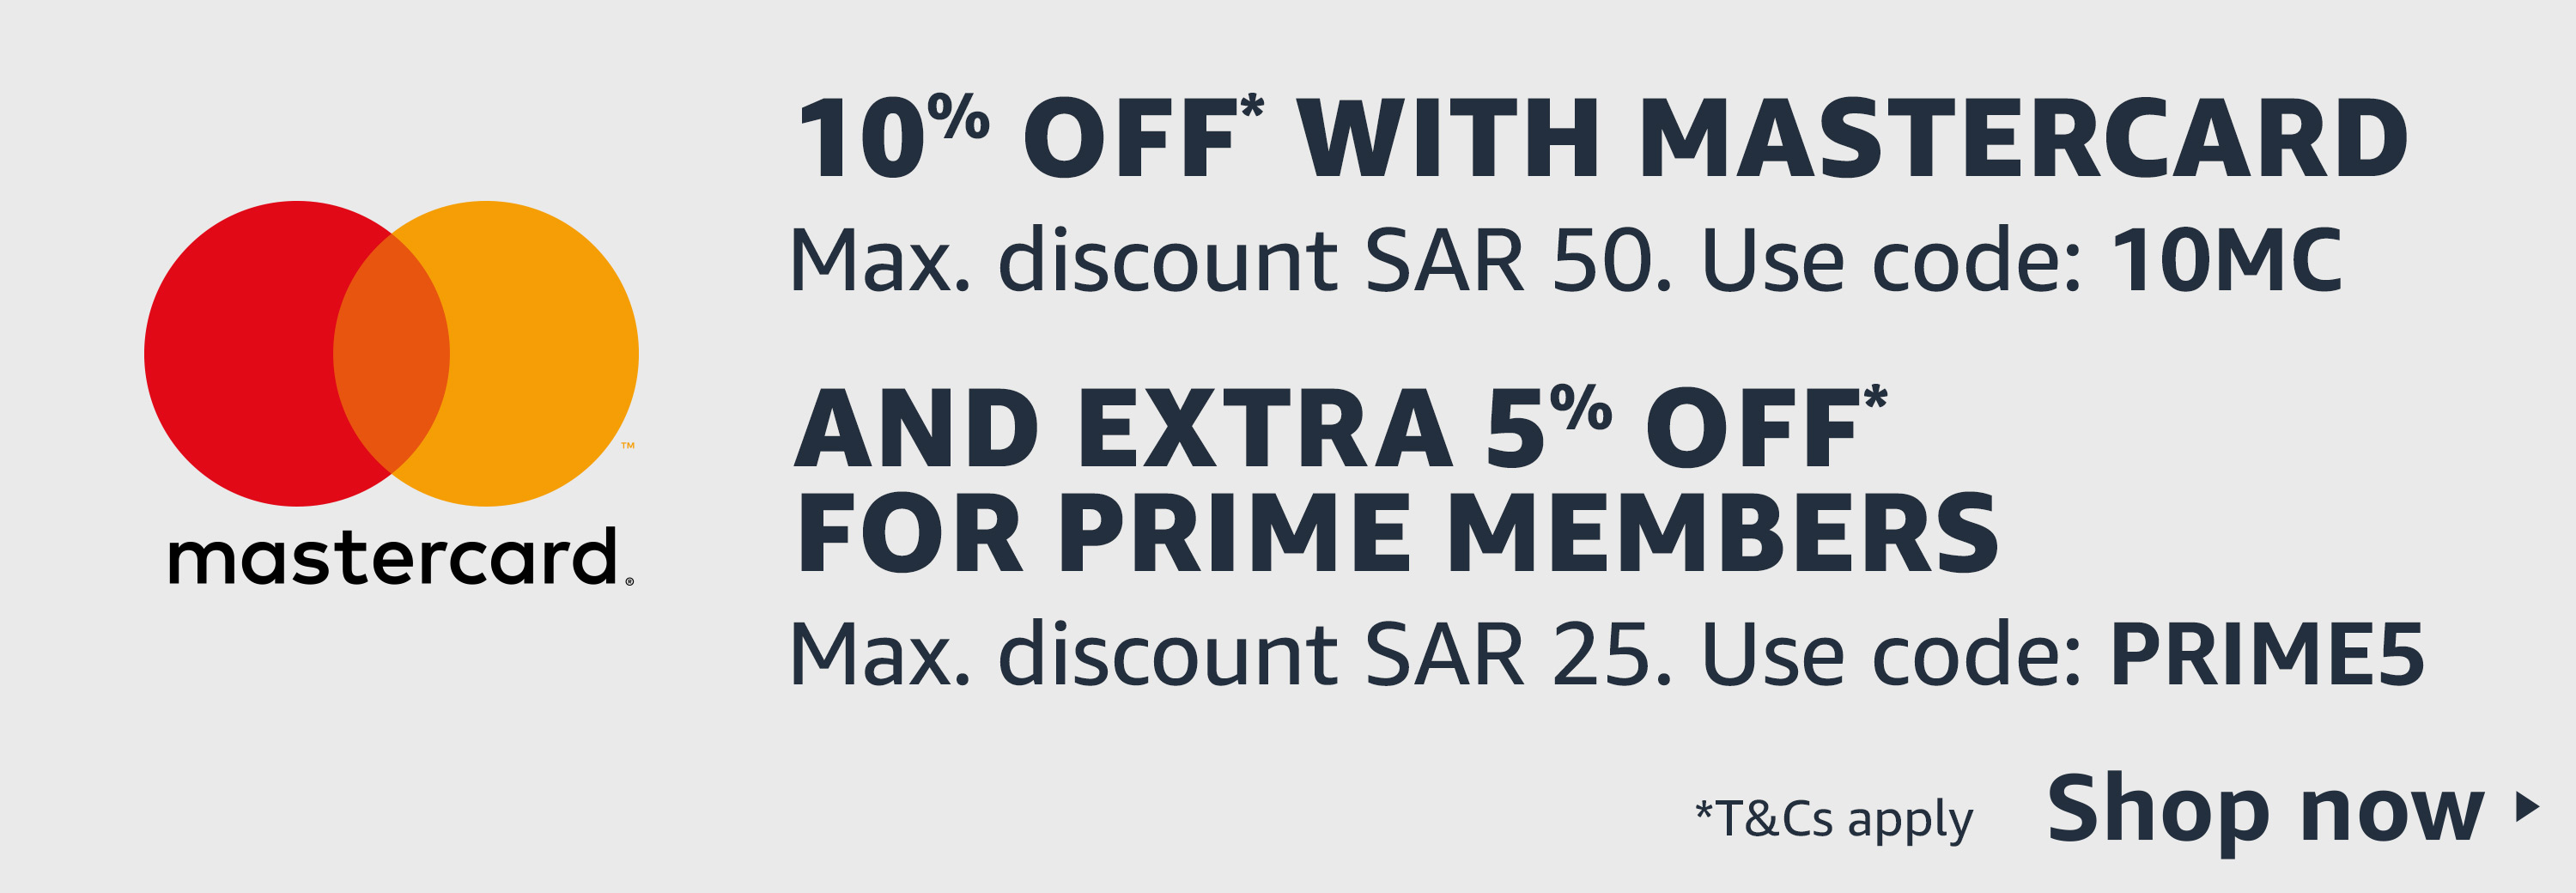 10% OFF* WITH MASTERCARD
Max. discount SAR 50. Use code: 10MC
AND EXTRA 5% OFF*
FOR PRIME MEMBERS
Max. discount SAR 25. Use code: PRIME5
*T&Cs apply Shop now
mastercard®
™